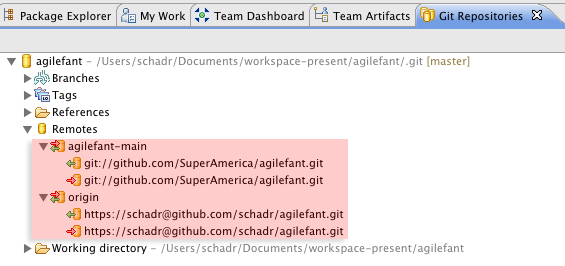 Package Explorer My Work Team Dashboard Team Artifacts Git Repositories
agilefant – /Users/schadr/Documents/workspace-present/agilefant/.git [master]
Branches
Tags
References
Remotes
agilefant-main
git://github.com/SuperAmerica/agilefant.git
git://github.com/SuperAmerica/agilefant.git
origin
https://schadr@github.com/schadr/agilefant.git
https://schadr@github.com/schadr/agilefant.git
Working directory – /Users/schadr/Documents/workspace-present/agilefant